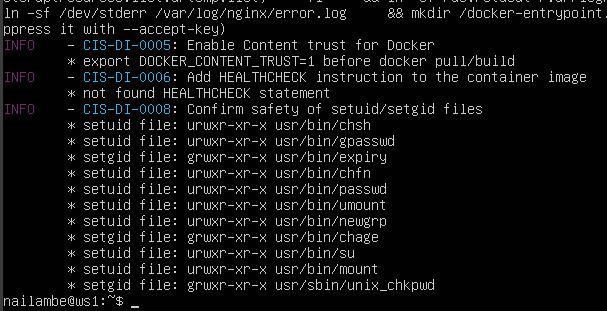 ln -sf /dev/stderr /var/log/nginx/error.log     && mkdir /docker-entrypoint.
ppress it with --accept-key)
INFO    - CIS-DI-0005: Enable Content trust for Docker
        * export DOCKER_CONTENT_TRUST=1 before docker pull/build
INFO    - CIS-DI-0006: Add HEALTHCHECK instruction to the container image
        * not found HEALTHCHECK statement
INFO    - CIS-DI-0008: Confirm safety of setuid/setgid files
        * setuid file: urwxr-xr-x usr/bin/chsh
        * setuid file: urwxr-xr-x usr/bin/gpasswd
        * setgid file: grwxr-xr-x usr/bin/expiry
        * setuid file: urwxr-xr-x usr/bin/chfn
        * setuid file: urwxr-xr-x usr/bin/passwd
        * setuid file: urwxr-xr-x usr/bin/umount
        * setuid file: urwxr-xr-x usr/bin/newgrp
        * setgid file: grwxr-xr-x usr/bin/chage
        * setuid file: urwxr-xr-x usr/bin/su
        * setuid file: urwxr-xr-x usr/bin/mount
        * setgid file: grwxr-xr-x usr/sbin/unix_chkpwd
nailambe@ws1:~$ _